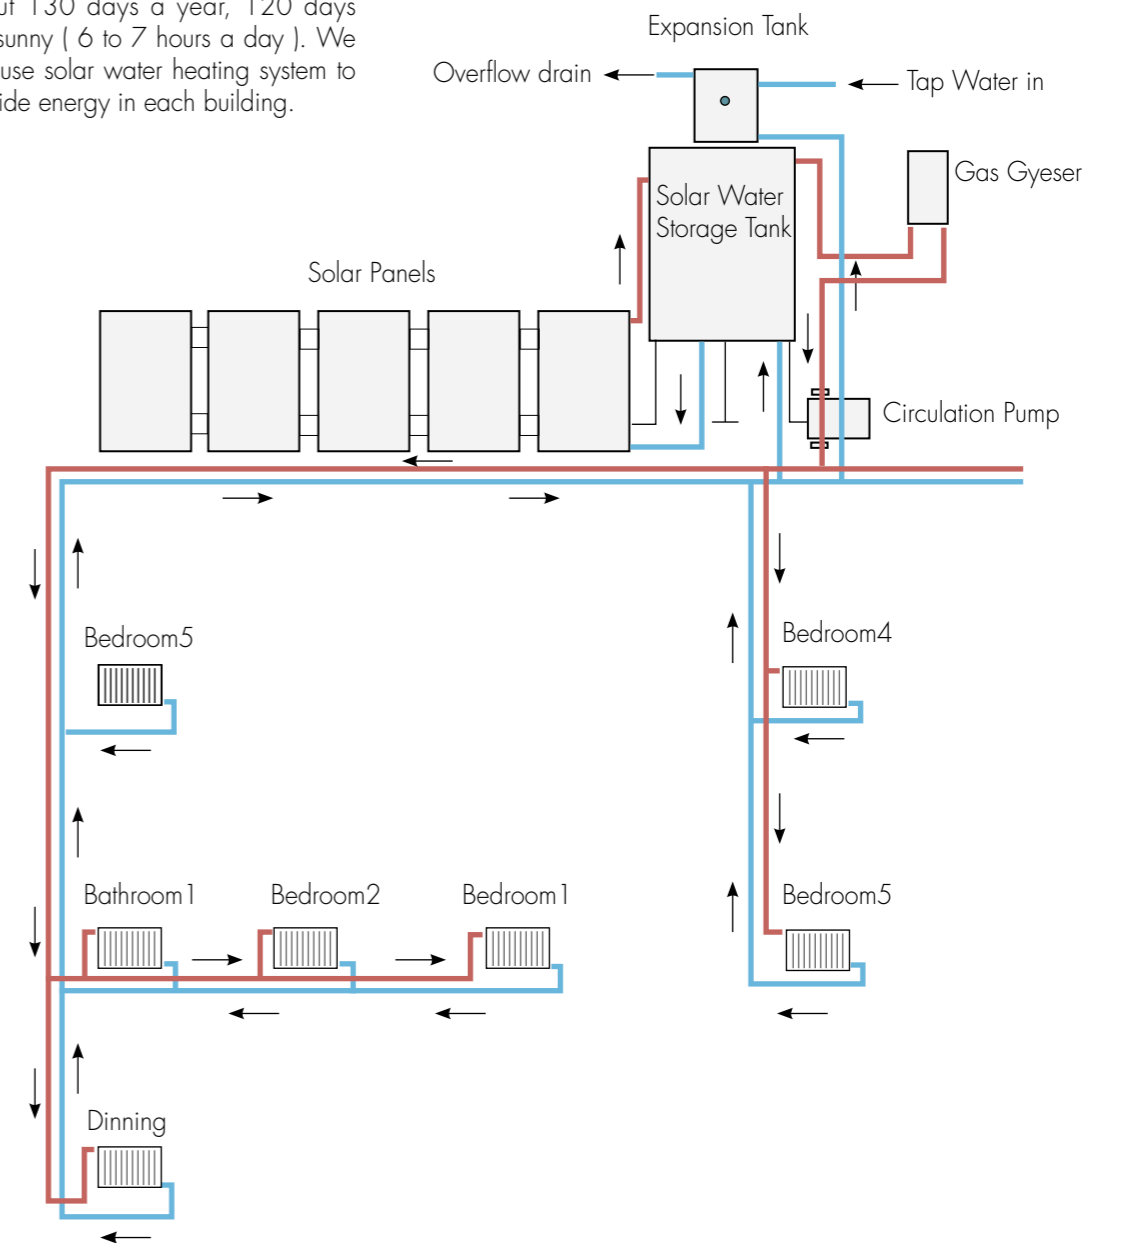 130 days a year, 120 days
sunny ( 6 to 7 hours a day ). We
use solar water heating system to
energy in each building.
Expansion Tank
Overflow drain
Tap Water in
Gas Gyeser
Solar Water
Storage Tank
Solar Panels
Circulation Pump
Bedroom5
Bedroom4
Bathroom1
Bedroom2
Bedroom1
Bedroom5
Dinning